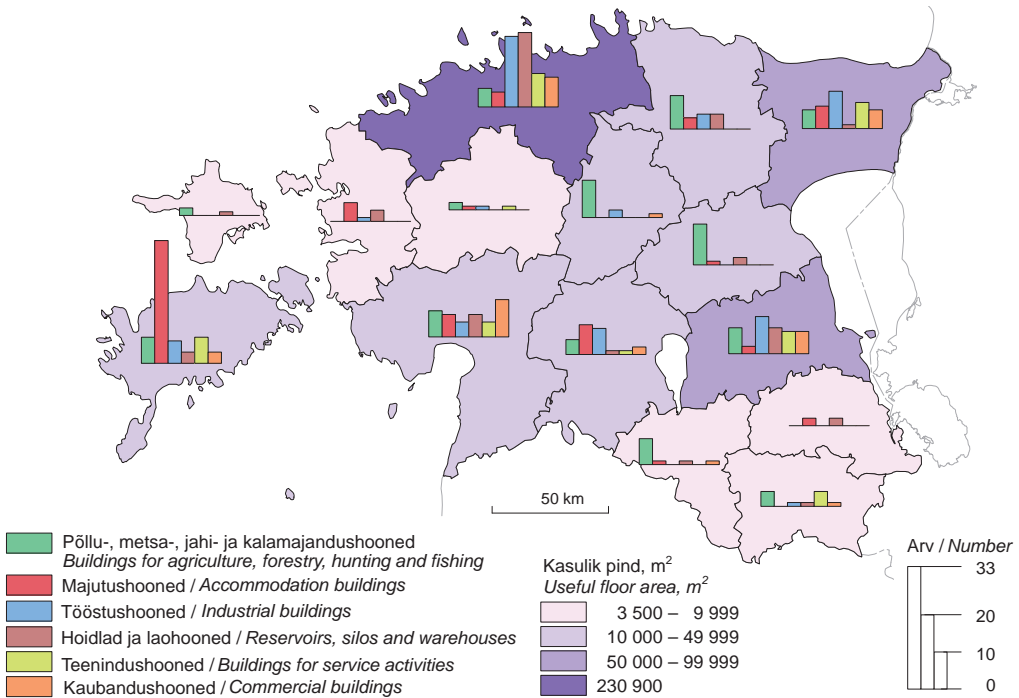 50 km
Põllu-, metsa-, jahi- ja kalamajandushooned
Buildings for agriculture, forestry, hunting and fishing
Majutushooned / Accommodation buildings
Tööstushooned / Industrial buildings
Hoidlad ja laohooned / Reservoirs, silos and warehouses
Teenindushooned / Buildings for service activities
Kaubandushooned / Commercial buildings
Kasulik pind, m²
Useful floor area, m²
3 500 – 9 999
10 000 – 49 999
50 000 – 99 999
230 900
Arv / Number
33
20
10
0